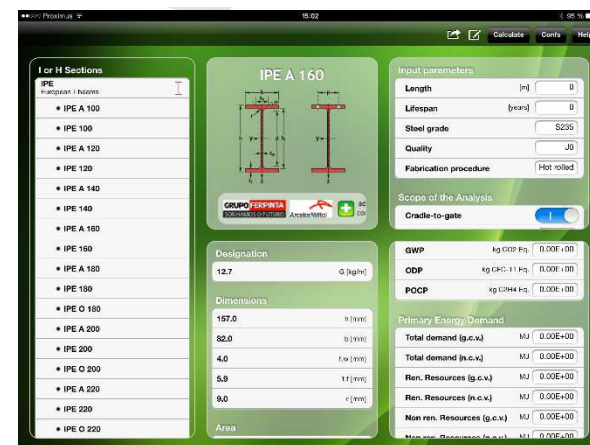 Proximus
15:02
95 %
Calculate
Confs
Help
I or H Sections
IPE
European I beams
• IPE A 100
• IPE 100
• IPE A 120
• IPE 120
• IPE A 140
• IPE 140
• IPE A 160
• IPE 160
• IPE A 180
• IPE 180
• IPE O 180
• IPE A 200
• IPE 200
• IPE O 200
• IPE A 220
• IPE 220
• IPE O 220
IPE A 160
GRUPO FERPINTA
SONHAMOS O FUTURO
ArcelorMittal
Designation
12.7 G [kg/m]
Dimensions
157.0 h [mm]
82.0 b [mm]
4.0 t.w [mm]
5.9 t.f [mm]
9.0 r [mm]
Area
Input parameters
Length [m] 0
Lifespan [years] 0
Steel grade S235
Quality J0
Fabrication procedure Hot rolled
Scope of the Analysis
Cradle-to-gate
GWP kg CO2 Eq. 0.00E+00
ODP kg CFC-11 Eq. 0.00E+00
POCP kg C2H4 Eq. 0.00E+00
Primary Energy Demand
Total demand (g.c.v.) MJ 0.00E+00
Total demand (n.c.v.) MJ 0.00E+00
Ren. Resources (g.c.v.) MJ 0.00E+00
Ren. Resources (n.c.v.) MJ 0.00E+00
Non ren. Resources (g.c.v.) MJ 0.00E+00
Non ren. Resources (n.c.v.) MJ 0.00E+00